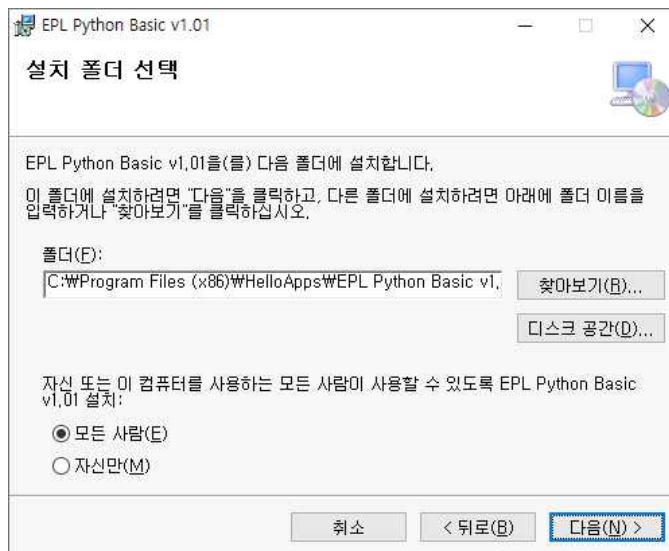 EPL Python Basic v1.01
설치 폴더 선택
EPL Python Basic v1.01을(를) 다음 폴더에 설치합니다.
이 폴더에 설치하려면 "다음"을 클릭하고, 다른 폴더에 설치하려면 아래에 폴더 이름을
입력하거나 "찾아보기"를 클릭하십시오.
폴더(F):
C:₩Program Files (x86)₩HelloApps₩EPL Python Basic v1.
찾아보기(R)...
디스크 공간(D)...
자신 또는 이 컴퓨터를 사용하는 모든 사람이 사용할 수 있도록 EPL Python Basic
v1.01 설치:
모든 사람(E)
자신만(M)
취소
< 뒤로(B)
다음(N) >